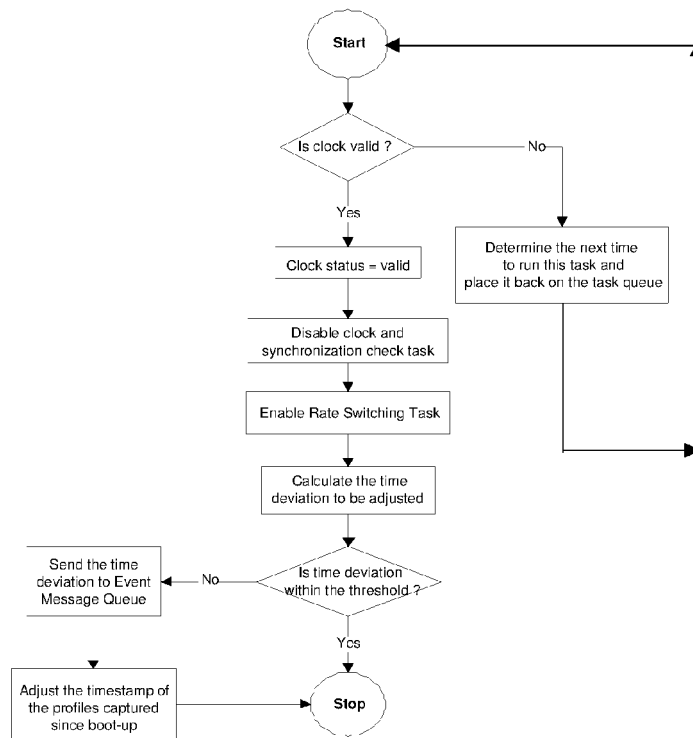 Start
Is clock valid ?
No
Yes
Clock status = valid
Determine the next time
to run this task and
place it back on the task queue
Disable clock and
synchronization check task
Enable Rate Switching Task
Calculate the time
deviation to be adjusted
Send the time
deviation to Event
Message Queue
No
Is time deviation
within the threshold ?
Yes
Adjust the timestamp of
the profiles captured
since boot-up
Stop